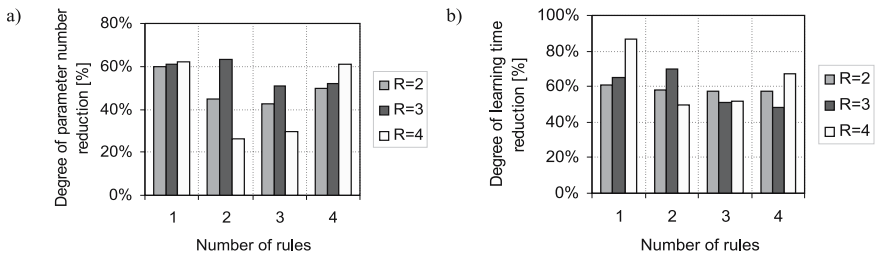 a)
Degree of parameter number
reduction [%]
80%
60%
40%
20%
0%
1 2 3 4
Number of rules
R=2
R=3
R=4
b)
Degree of learning time
reduction [%]
100%
80%
60%
40%
20%
0%
1 2 3 4
Number of rules
R=2
R=3
R=4